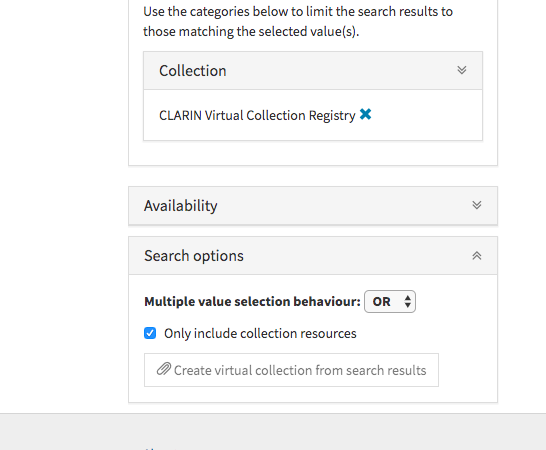 Use the categories below to limit the search results to
those matching the selected value(s).
Collection
CLARIN Virtual Collection Registry
Availability
Search options
Multiple value selection behaviour: OR
Only include collection resources
Create virtual collection from search results